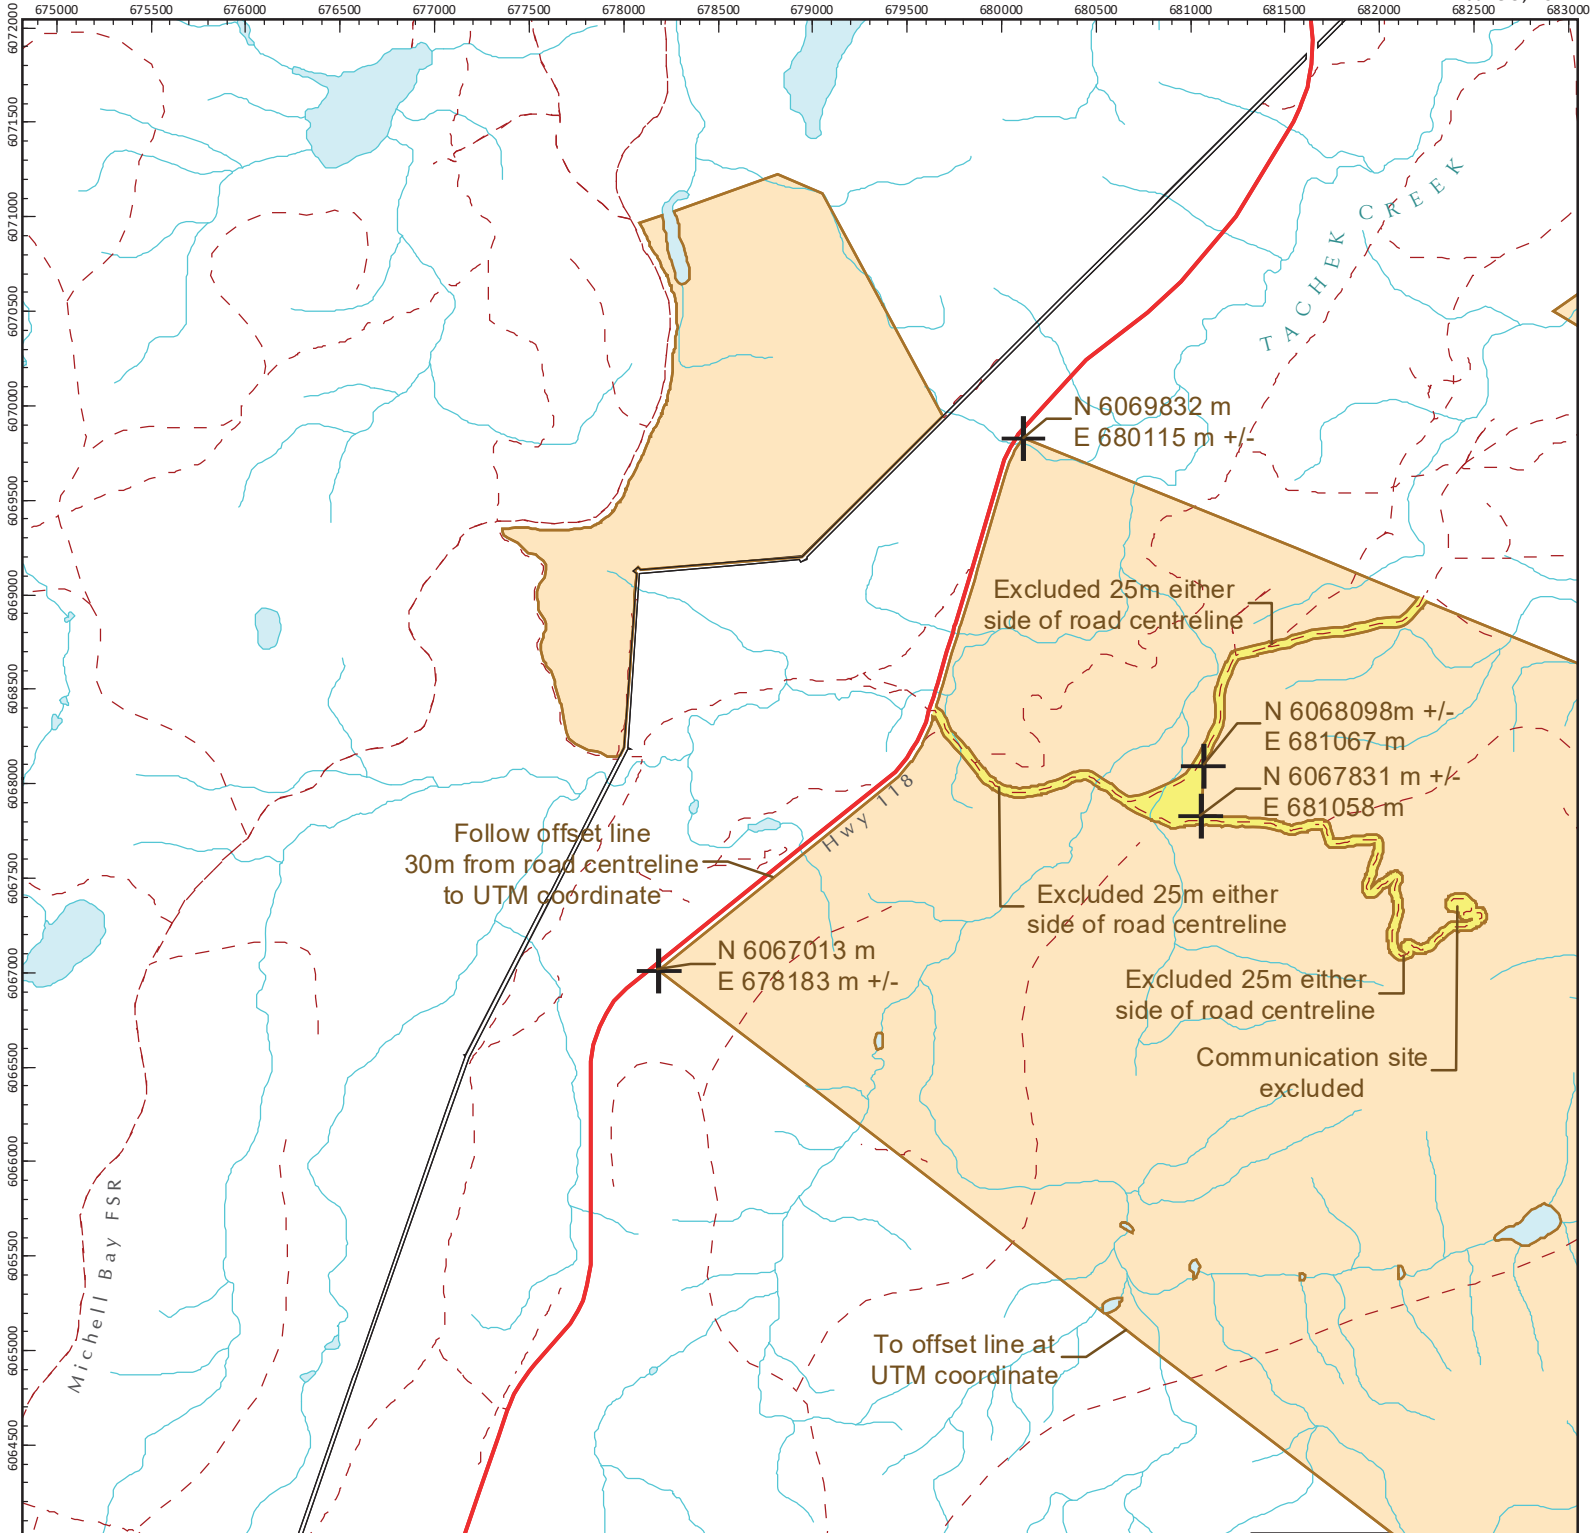 675000 675500 676000 676500 677000 677500 678000 678500 679000 679500 680000 680500 681000 681500 682000 682500 683000
6072000
6071500
6071000
6070500
6070000
6069500
6069000
6068500
6068000
6067500
6067000
6066500
6066000
6065500
6065000
6064500
TACHEK CREEK
N 6069832 m
E 680115 m +/-
Excluded 25m either
side of road centreline
N 6068098m +/-
E 681067 m
N 6067831 m +/-
E 681058 m
Hwy 118
Follow offset line
30m from road centreline
to UTM coordinate
Excluded 25m either
side of road centreline
N 6067013 m
E 678183 m +/-
Excluded 25m either
side of road centreline
Communication site
excluded
Michell Bay FSR
To offset line at
UTM coordinate